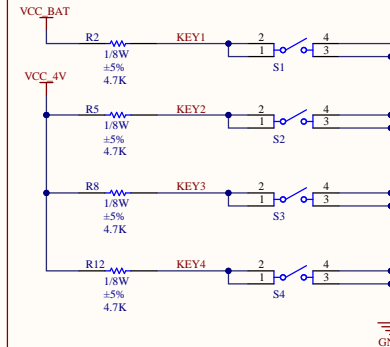 VCC_BAT
R2 KEY1 2 4
1 3
1/8W S1
±5%
4.7K
VCC_4V
R5 KEY2 2 4
1 3
1/8W S2
±5%
4.7K
R8 KEY3 2 4
1 3
1/8W S3
±5%
4.7K
R12 KEY4 2 4
1 3
1/8W S4
±5%
4.7K